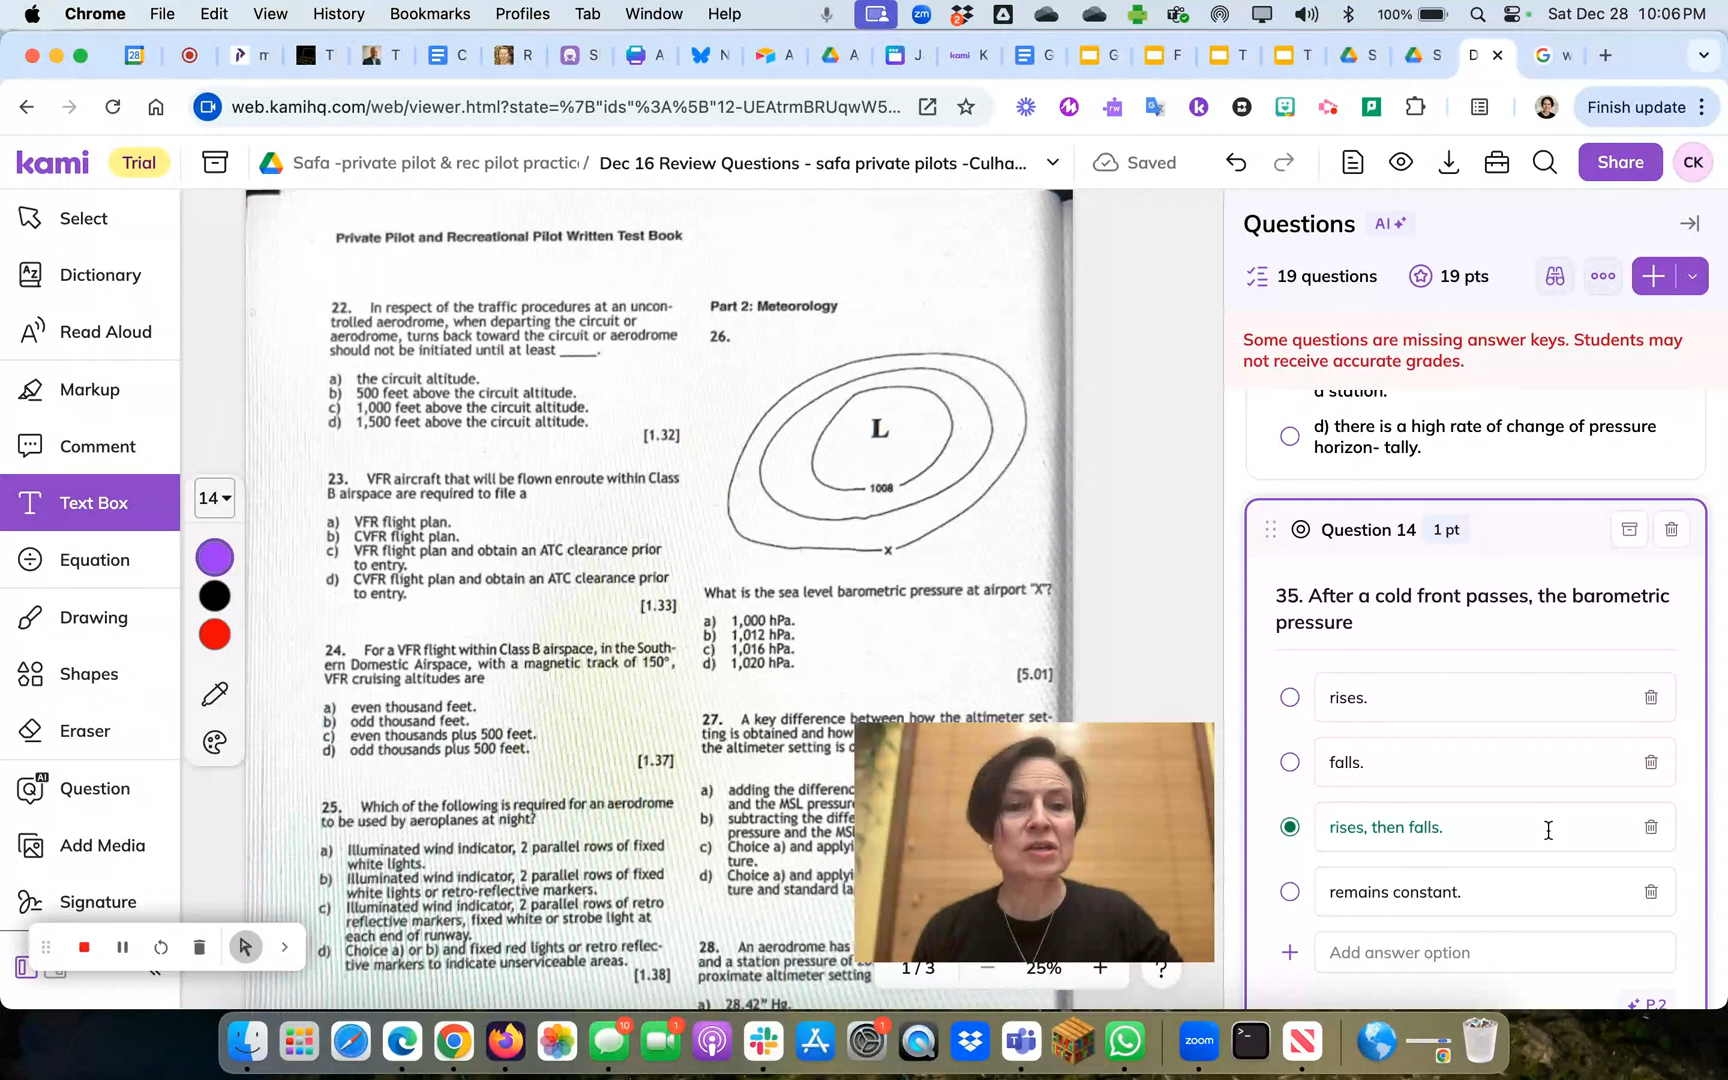 Chrome File Edit View History Bookmarks Profiles Tab Window Help
zm 2 100% Sat Dec 28 10:06 PM
28 m T T C R S A N A A J kami K G G F T T S S D G w
web.kamihq.com/web/viewer.html?state=%7B"ids"%3A%5B"12-UEAtrmBRUqwW5... Finish update
kami Trial Safa -private pilot & rec pilot practic / Dec 16 Review Questions - safa private pilots -Culha... Saved Share CK
Select
Dictionary
Read Aloud
Markup
Comment
Text Box
Equation
Drawing
Shapes
Eraser
AI
Question
Add Media
Signature
14
Private Pilot and Recreational Pilot Written Test Book
22. In respect of the traffic procedures at an uncon-
trolled aerodrome, when departing the circuit or
aerodrome, turns back toward the circuit or aerodrome
should not be initiated until at least _____.
a) the circuit altitude.
b) 500 feet above the circuit altitude.
c) 1,000 feet above the circuit altitude.
d) 1,500 feet above the circuit altitude.
[1.32]
23. VFR aircraft that will be flown enroute within Class
B airspace are required to file a
a) VFR flight plan.
b) CVFR flight plan.
c) VFR flight plan and obtain an ATC clearance prior
to entry.
d) CVFR flight plan and obtain an ATC clearance prior
to entry.
[1.33]
24. For a VFR flight within Class B airspace, in the South-
ern Domestic Airspace, with a magnetic track of 150°,
VFR cruising altitudes are
a) even thousand feet.
b) odd thousand feet.
c) even thousands plus 500 feet.
d) odd thousands plus 500 feet.
[1.37]
25. Which of the following is required for an aerodrome
to be used by aeroplanes at night?
a) Illuminated wind indicator, 2 parallel rows of fixed
white lights.
b) Illuminated wind indicator, 2 parallel rows of fixed
white lights or retro-reflective markers.
c) Illuminated wind indicator, 2 parallel rows of retro
reflective markers, fixed white or strobe light at
each end of runway.
d) Choice a) or b) and fixed red lights or retro reflec-
tive markers to indicate unserviceable areas.
[1.38]
Part 2: Meteorology
26.
L
1008
X
What is the sea level barometric pressure at airport "X"?
a) 1,000 hPa.
b) 1,012 hPa.
c) 1,016 hPa.
d) 1,020 hPa.
[5.01]
27. A key difference between how the altimeter set-
ting is obtained and how
the altimeter setting is
a) adding the differenc
and the MSL pressure
b) subtracting the diffe
pressure and the MSL
c) Choice a) and applyi
ture.
d) Choice a) and applyi
ture and standard la
28. An aerodrome has
and a station pressure of
proximate altimeter setting
a) 28.42" Hg.
1 / 3 25% ?
Questions AI
19 questions 19 pts
Some questions are missing answer keys. Students may
not receive accurate grades.
a station.
d) there is a high rate of change of pressure
horizon- tally.
Question 14 1 pt
35. After a cold front passes, the barometric
pressure
rises.
falls.
rises, then falls.
remains constant.
Add answer option
P.2
10 1 1 zoom